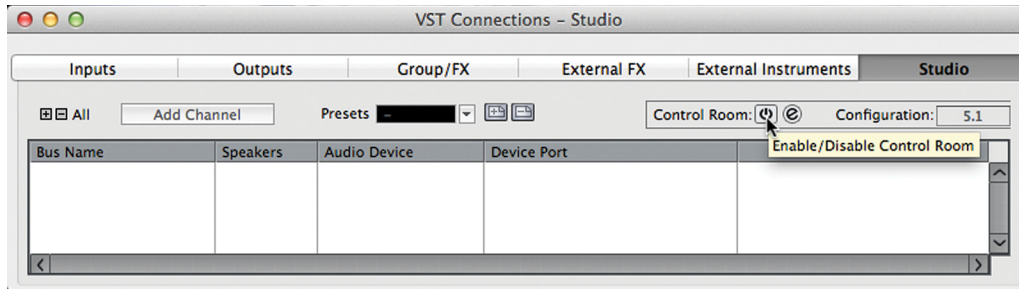 VST Connections – Studio
Inputs Outputs Group/FX External FX External Instruments Studio
All Add Channel Presets – Control Room: e Configuration: 5.1
Enable/Disable Control Room
Bus Name Speakers Audio Device Device Port